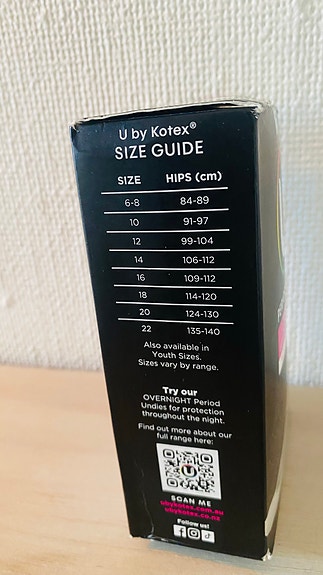 U by Kotex®
SIZE GUIDE
SIZE HIPS (cm)
6-8 84-89
10 91-97
12 99-104
14 106-112
16 109-112
18 114-120
20 124-130
22 135-140
Also available in
Youth Sizes.
Sizes vary by range.
Try our
OVERNIGHT Period
Undies for protection
throughout the night.
Find out more about our
full range here:
U
SCAN ME
ubykotex.com.au
ubykotex.co.nz
Follow us!